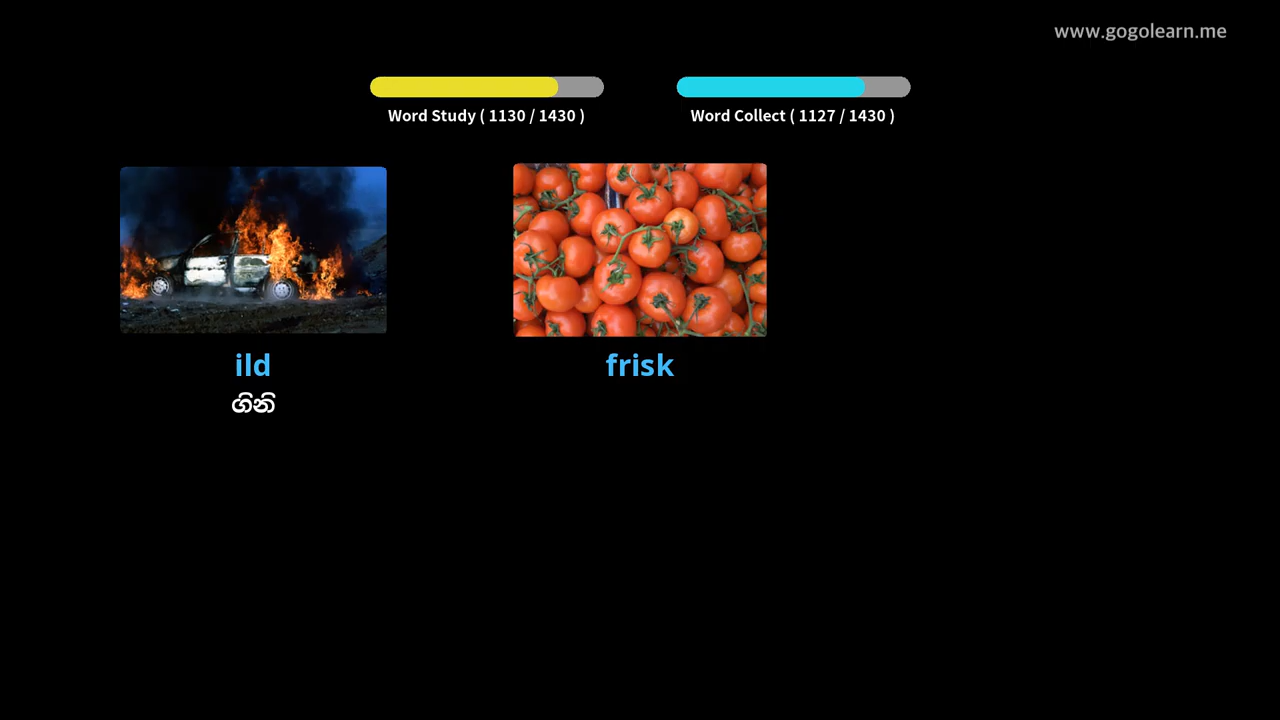 www.gogolearn.me
Word Study ( 1130 / 1430 )
Word Collect ( 1127 / 1430 )
ild
ගිනි
frisk